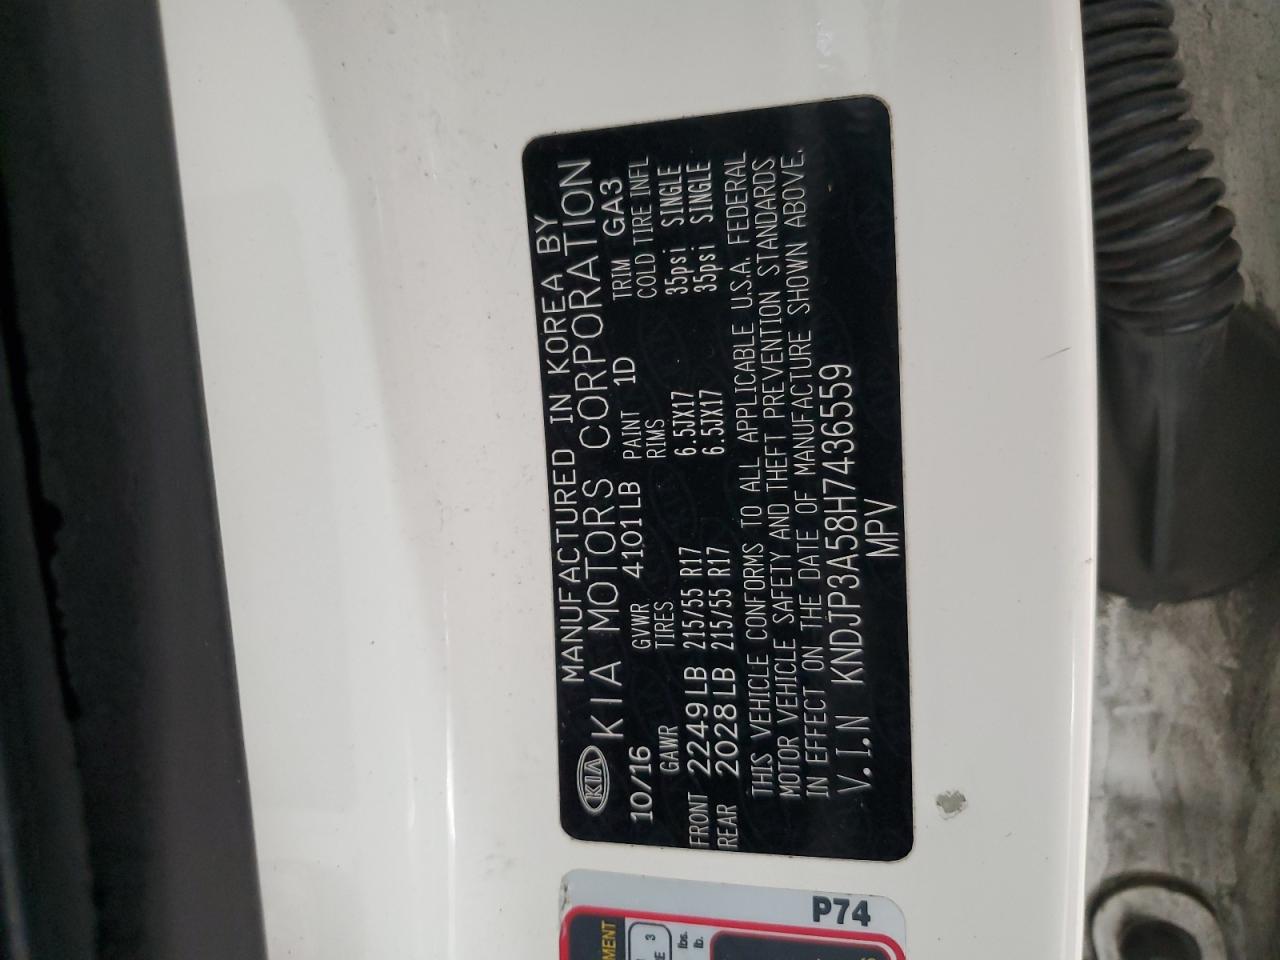 MANUFACTURED IN KOREA BY
KIA KIA MOTORS CORPORATION
10/16 GVWR 4101LB PAINT 1D TRIM GA3
GAWR TIRES RIMS COLD TIRE INFL
FRONT 2249LB 215/55 R17 6.5JX17 35psi SINGLE
REAR 2028LB 215/55 R17 6.5JX17 35psi SINGLE
THIS VEHICLE CONFORMS TO ALL APPLICABLE U.S.A. FEDERAL
MOTOR VEHICLE SAFETY AND THEFT PREVENTION STANDARDS
IN EFFECT ON THE DATE OF MANUFACTURE SHOWN ABOVE.
V.I.N KNDJP3A58H7436559
MPV
3
lbs.
lb.
P74